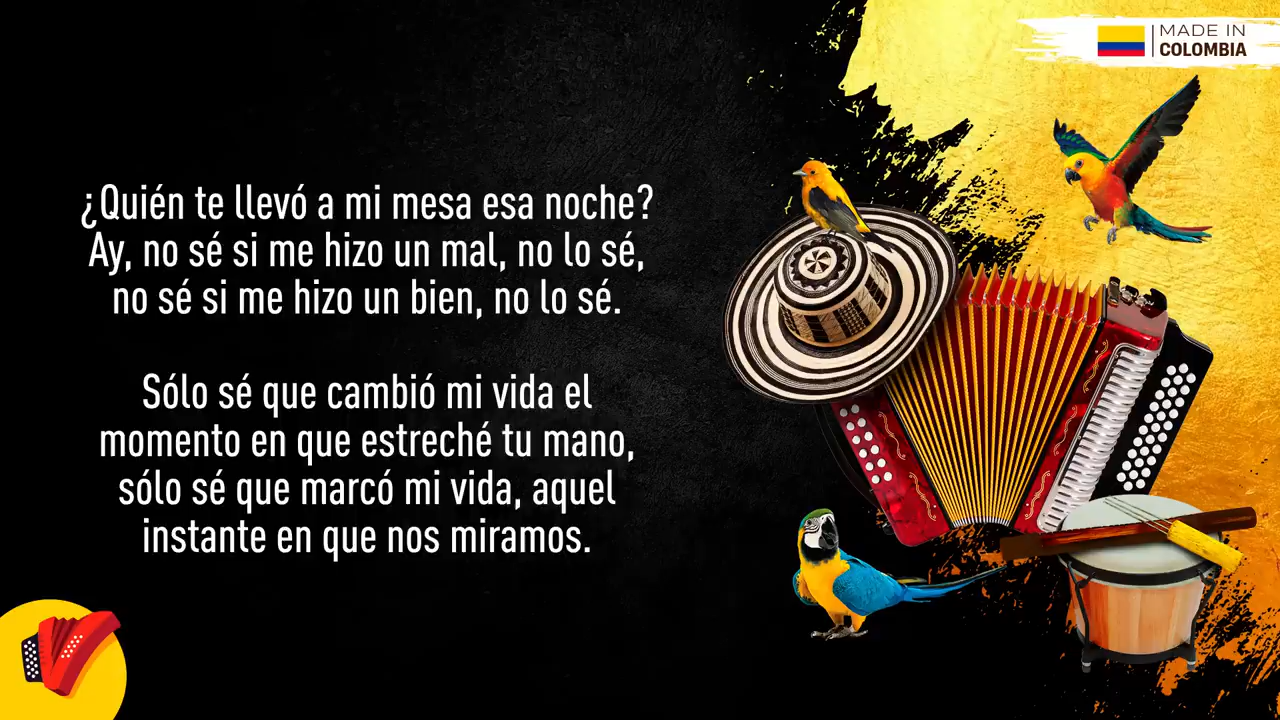 MADE IN
COLOMBIA
¿Quién te llevó a mi mesa esa noche?
Ay, no sé si me hizo un mal, no lo sé,
no sé si me hizo un bien, no lo sé.
Sólo sé que cambió mi vida el
momento en que estreché tu mano,
sólo sé que marcó mi vida, aquel
instante en que nos miramos.